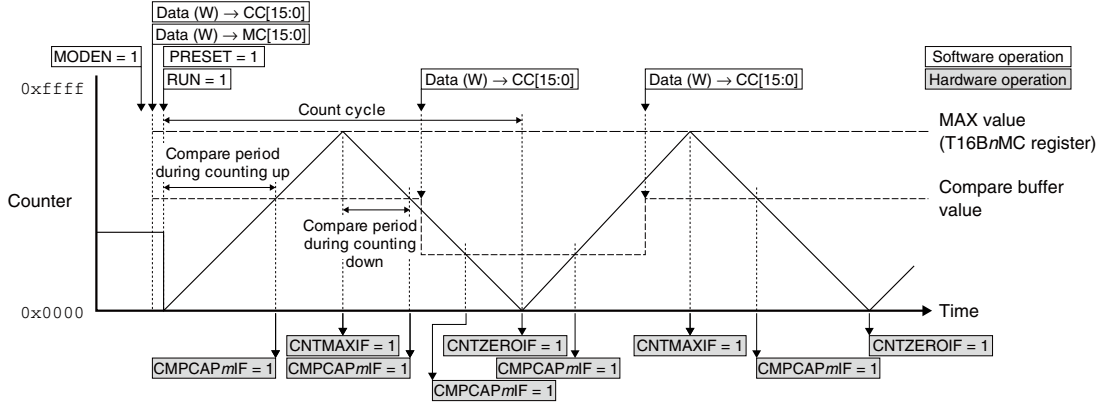 Data (W) → CC[15:0]
Data (W) → MC[15:0]
MODEN = 1
PRESET = 1
RUN = 1
Data (W) → CC[15:0]
Data (W) → CC[15:0]
Software operation
Hardware operation
0xffff
Count cycle
MAX value
(T16BnMC register)
Compare period
during counting up
Counter
Compare buffer
value
Compare period
during counting
down
0x0000
Time
CNTMAXIF = 1
CNTZEROIF = 1
CNTMAXIF = 1
CNTZEROIF = 1
CMPCAPmIF = 1
CMPCAPmIF = 1
CMPCAPmIF = 1
CMPCAPmIF = 1
CMPCAPmIF = 1